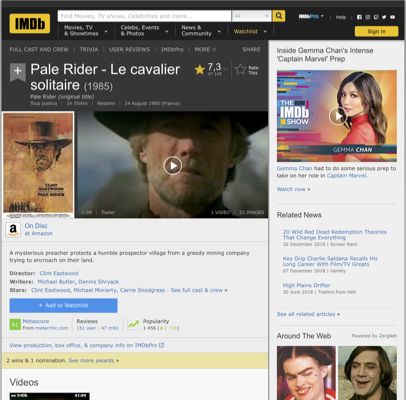 IMDb
Find Movies, TV shows, Celebrities and more...
All
IMDbPro
Help
Movies, TV
& Showtimes
Celebs, Events
& Photos
News &
Community
Watchlist
Sign in
FULL CAST AND CREW
TRIVIA
USER REVIEWS
IMDbPro
MORE
SHARE
Pale Rider - Le cavalier
solitaire (1985)
Pale Rider (original title)
Tous publics
1h 55min
Western
14 August 1985 (France)
7,3
Rate
This
CLINT
EASTWOOD
PALE RIDER
Trailer
1 VIDEO
22 IMAGES
On Disc
at Amazon
A mysterious preacher protects a humble prospector village from a greedy mining company
trying to encroach on their land.
Director: Clint Eastwood
Writers: Michael Butler, Dennis Shryack
Stars: Clint Eastwood, Michael Moriarty, Carrie Snodgress | See full cast & crew »
+ Add to Watchlist
61
Metascore
From metacritic.com
Reviews
151 user
47 critic
Popularity
1 456
View production, box office, & company info on IMDbPro
2 wins & 1 nomination. See more awards »
Videos
Inside Gemma Chan's Intense
'Captain Marvel' Prep
THE
IMDb
SHOW
GEMMA CHAN
Gemma Chan had to do some serious prep to
take on her role in Captain Marvel.
Watch now »
Related News
20 Wild Red Dead Redemption Theories
That Change Everything
26 December 2018 | Screen Rant
Key Grip Charlie Saldana Recalls His
Long Career With Film/TV Greats
07 December 2018 | Variety
High Plains Drifter
20 June 2018 | Trailers from Hell
See all related articles »
Around The Web
Powered by ZergNet